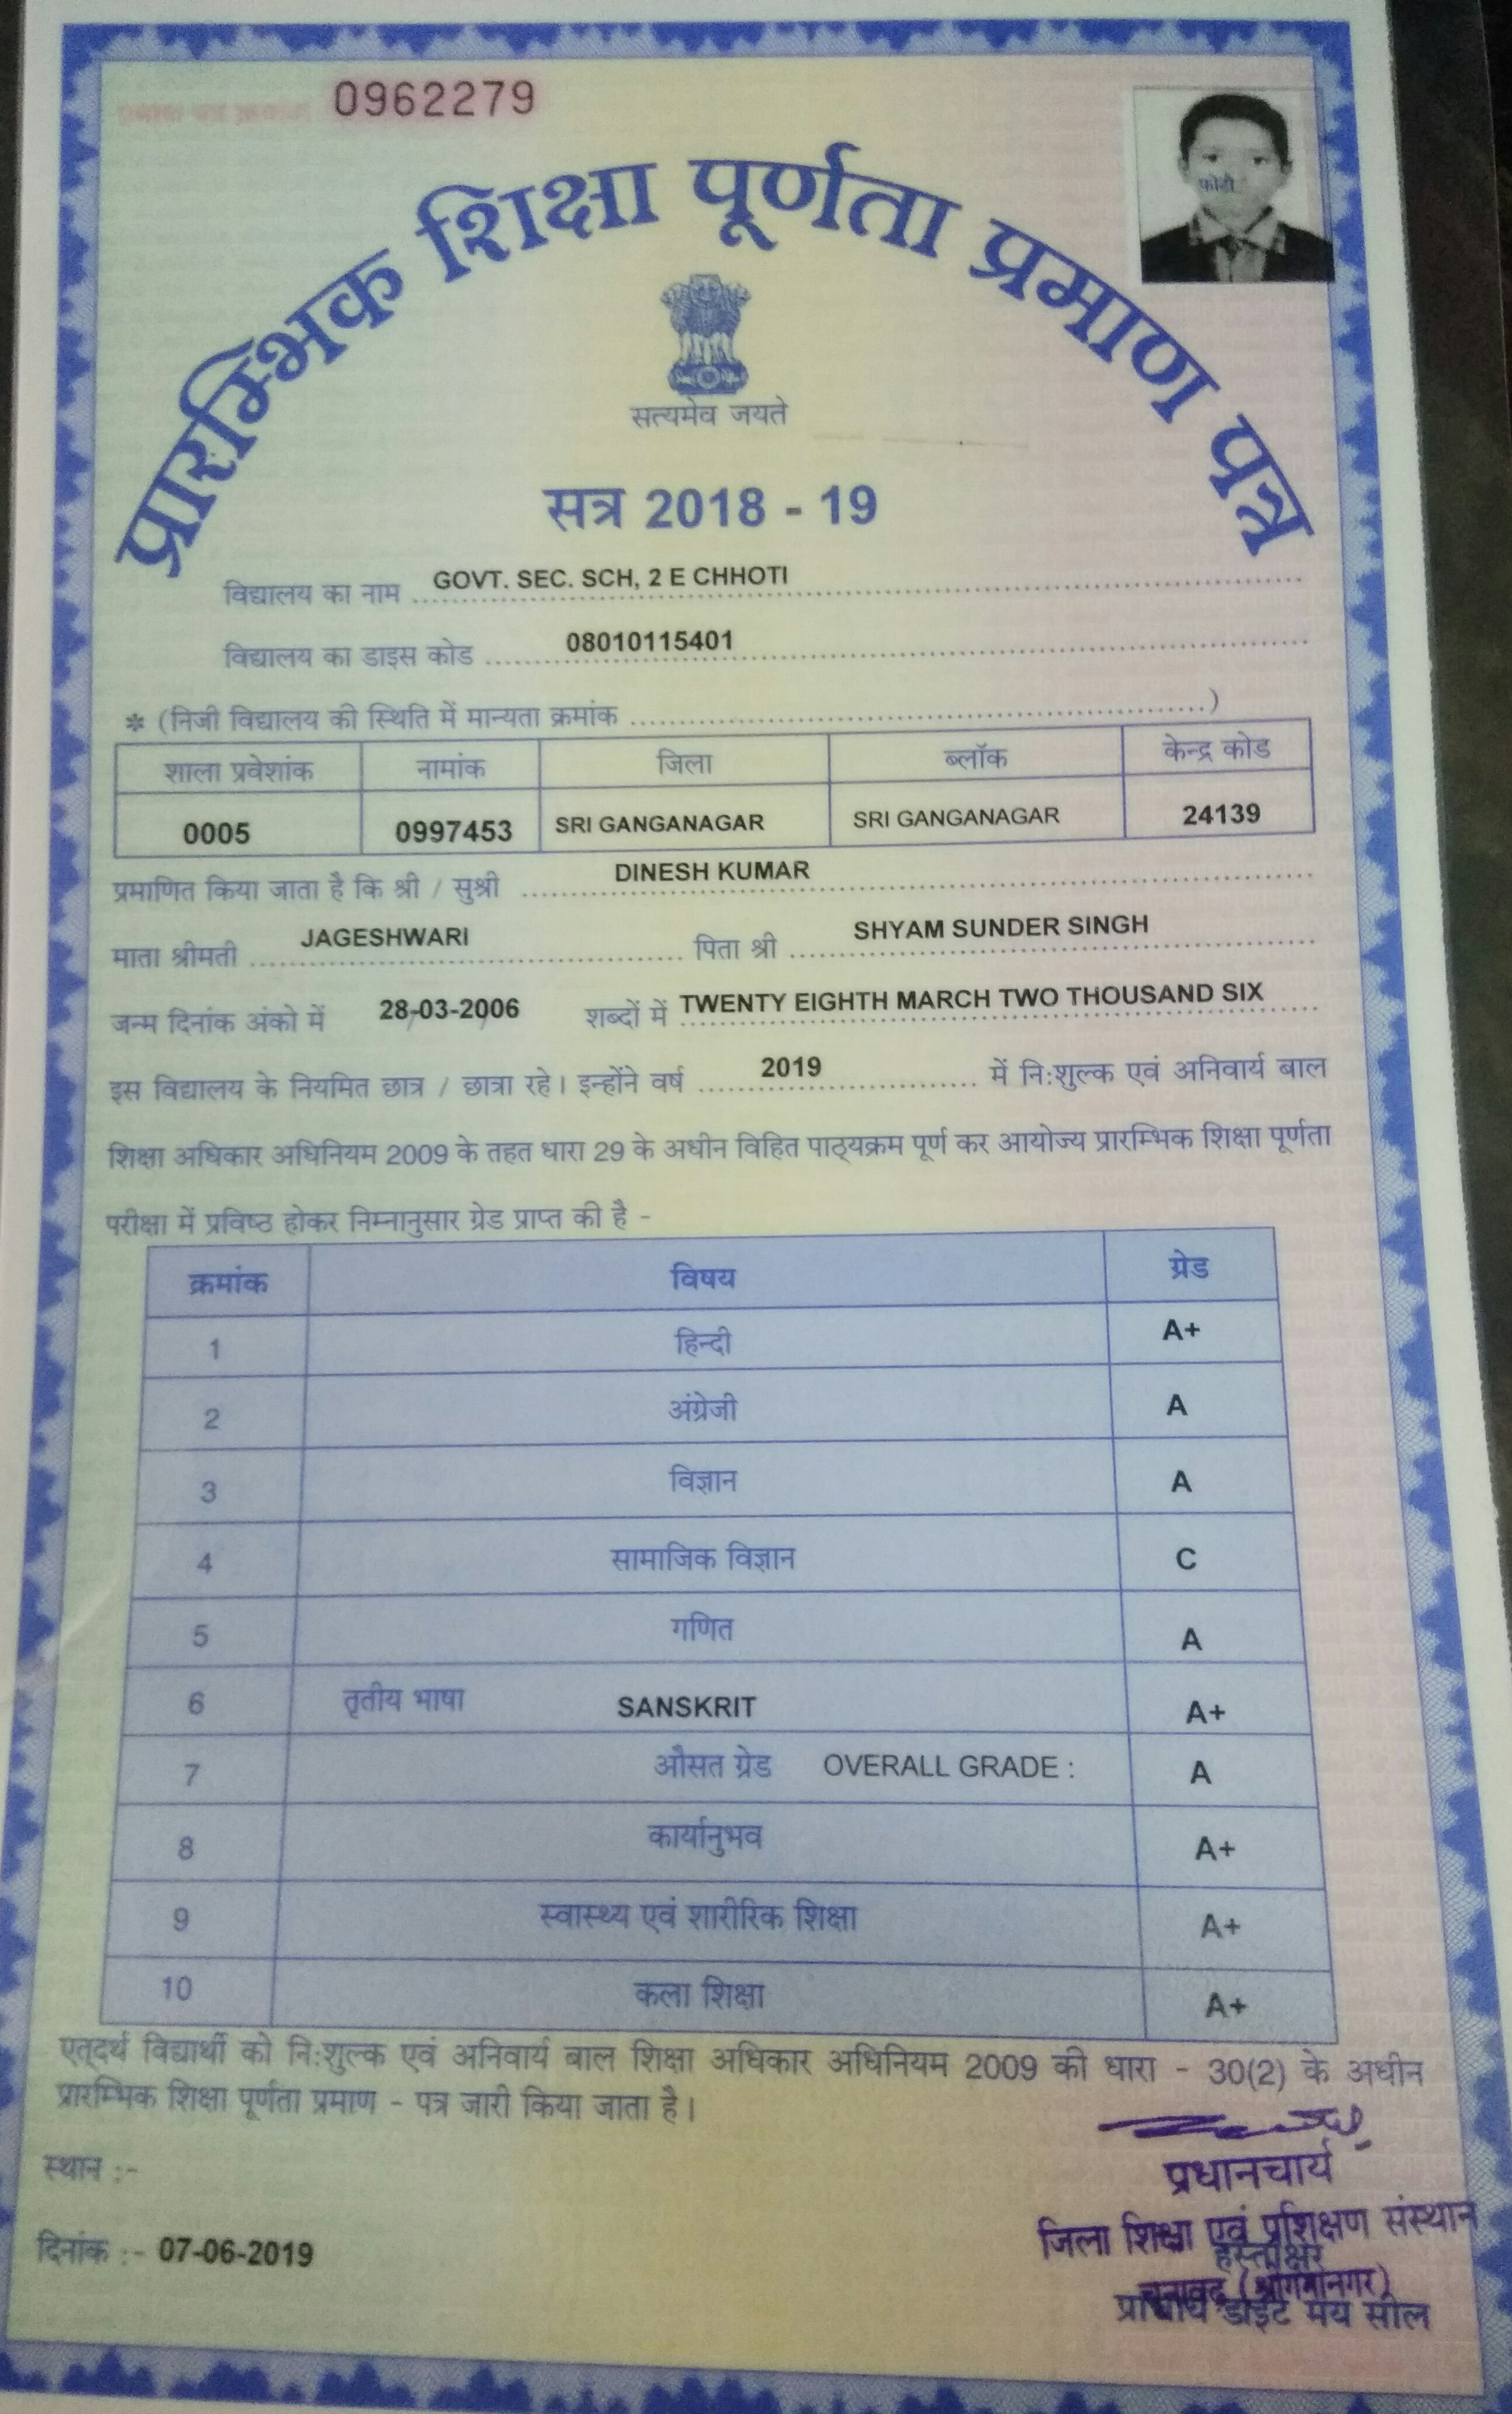 0962279
फोटो
प्रारम्भिक शिक्षा पूर्णता प्रमाण पत्र
सत्यमेव जयते
सत्र 2018 - 19
विद्यालय का नाम GOVT. SEC. SCH, 2 E CHHOTI
विद्यालय का डाइस कोड 08010115401
* (निजी विद्यालय की स्थिति में मान्यता क्रमांक ........................)
शाला प्रवेशांक नामांक जिला ब्लॉक केन्द्र कोड
0005 0997453 SRI GANGANAGAR SRI GANGANAGAR 24139
प्रमाणित किया जाता है कि श्री / सुश्री DINESH KUMAR
माता श्रीमती JAGESHWARI पिता श्री SHYAM SUNDER SINGH
जन्म दिनांक अंको में 28-03-2006 शब्दों में TWENTY EIGHTH MARCH TWO THOUSAND SIX
इस विद्यालय के नियमित छात्र / छात्रा रहे। इन्होंने वर्ष 2019 में नि:शुल्क एवं अनिवार्य बाल
शिक्षा अधिकार अधिनियम 2009 के तहत धारा 29 के अधीन विहित पाठ्यक्रम पूर्ण कर आयोज्य प्रारम्भिक शिक्षा पूर्णता
परीक्षा में प्रविष्ठ होकर निम्नानुसार ग्रेड प्राप्त की है -
क्रमांक विषय ग्रेड
1 हिन्दी A+
2 अंग्रेजी A
3 विज्ञान A
4 सामाजिक विज्ञान C
5 गणित A
6 तृतीय भाषा SANSKRIT A+
7 औसत ग्रेड OVERALL GRADE : A
8 कार्यानुभव A+
9 स्वास्थ्य एवं शारीरिक शिक्षा A+
10 कला शिक्षा A+
एतद्दर्थ विद्यार्थी को नि:शुल्क एवं अनिवार्य बाल शिक्षा अधिकार अधिनियम 2009 की धारा - 30(2) के अधीन
प्रारम्भिक शिक्षा पूर्णता प्रमाण - पत्र जारी किया जाता है।
प्रधानचार्य
स्थान :-
जिला शिक्षा एवं प्रशिक्षण संस्थान
दिनांक :- 07-06-2019
हस्ताक्षर
चूनावढ (श्रीगंगानगर)
डाईट मय सील